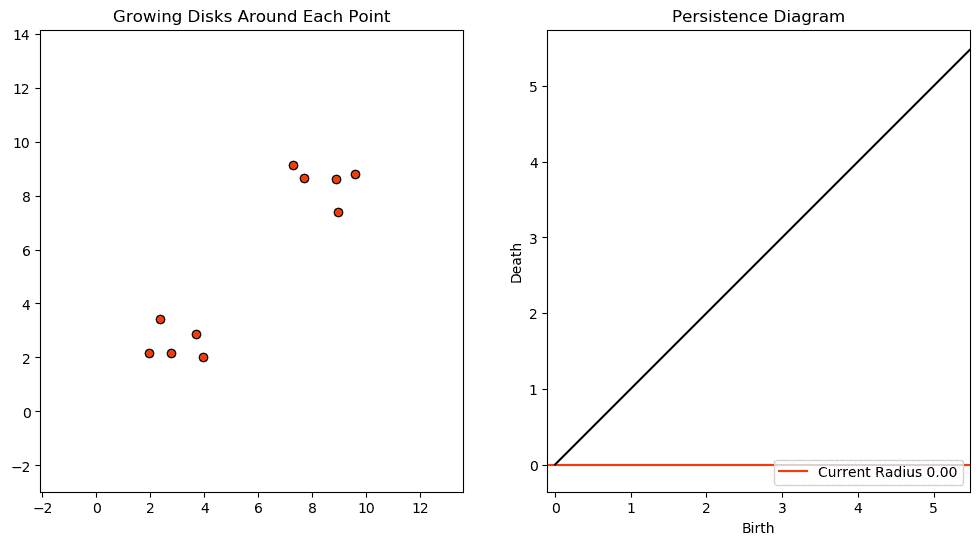 Growing Disks Around Each Point
14
12
10
8
6
4
2
0
−2
−2 0 2 4 6 8 10 12
Persistence Diagram
Death
5
4
3
2
1
0
Current Radius 0.00
0 1 2 3 4 5
Birth